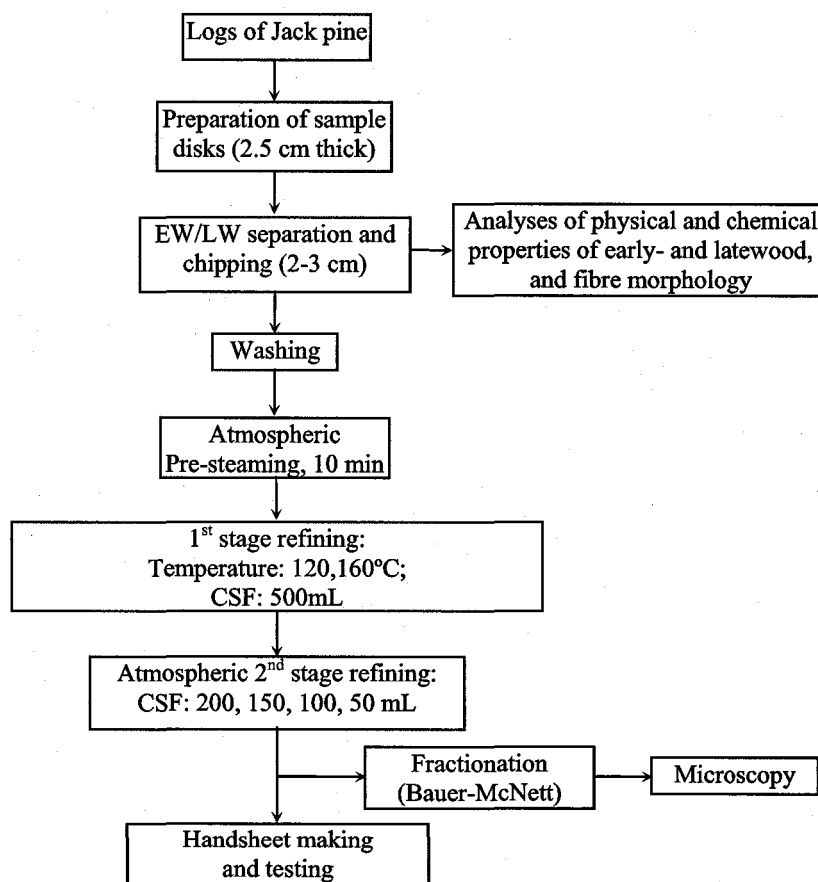 Logs of Jack pine
Preparation of sample
disks (2.5 cm thick)
EW/LW separation and
chipping (2-3 cm)
Analyses of physical and chemical
properties of early- and latewood,
and fibre morphology
Washing
Atmospheric
Pre-steaming, 10 min
1st stage refining:
Temperature: 120,160ºC;
CSF: 500mL
Atmospheric 2nd stage refining:
CSF: 200, 150, 100, 50 mL
Fractionation
(Bauer-McNett)
Microscopy
Handsheet making
and testing